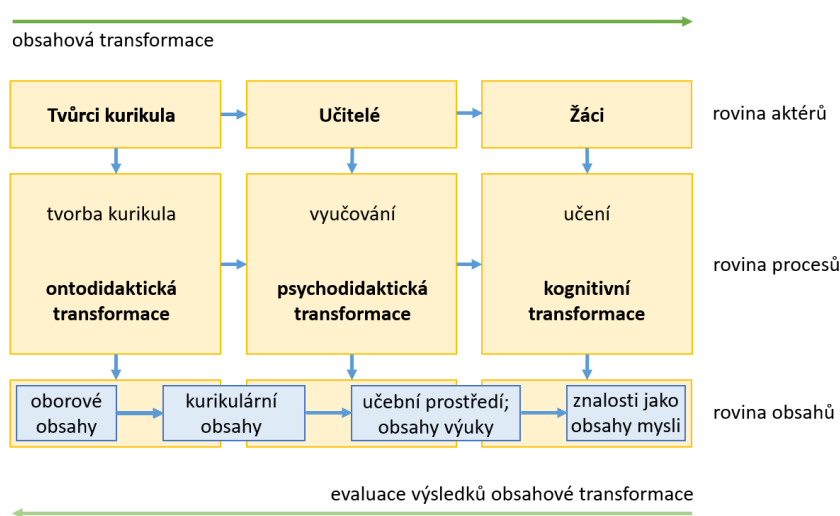 obsahová transformace
Tvůrci kurikula
Učitelé
Žáci
rovina aktérů
tvorba kurikula
vyučování
učení
rovina procesů
ontodidaktická
transformace
psychodidaktická
transformace
kognitivní
transformace
oborové
obsahy
kurikulární
obsahy
učební prostředí;
obsahy výuky
znalosti jako
obsahy mysli
rovina obsahů
evaluace výsledků obsahové transformace